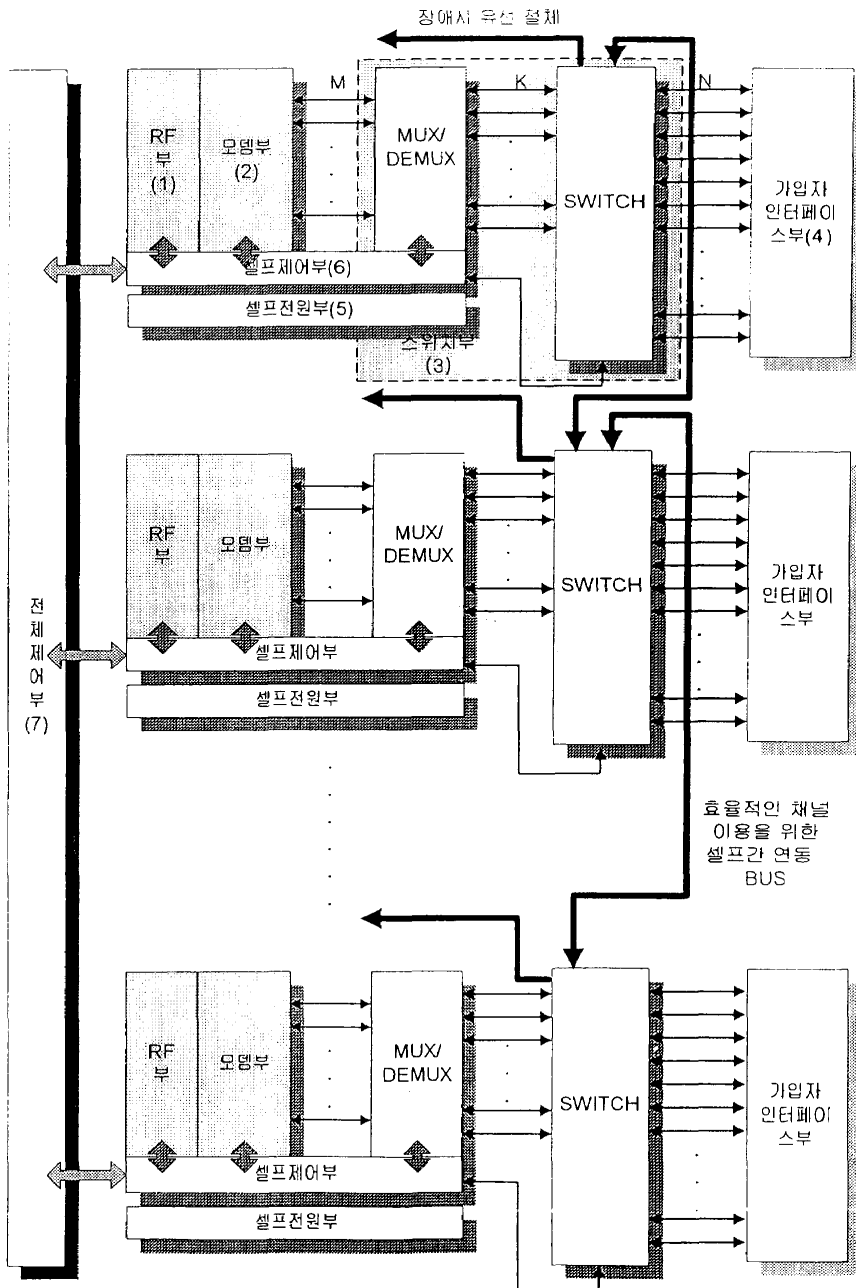 장애시 유선 절체
M
K
N
RF
부
(1)
모뎀부
(2)
MUX/
DEMUX
SWITCH
가입자
인터페이
스부(4)
셀프제어부(6)
셀프전원부(5)
스위치부
(3)
RF
부
모뎀부
MUX/
DEMUX
SWITCH
가입자
인터페이
스부
셀프제어부
셀프전원부
전
체
제
어
부
(7)
효율적인 채널
이용을 위한
셀프간 연동
BUS
RF
부
모뎀부
MUX/
DEMUX
SWITCH
가입자
인터페이
스부
셀프제어부
셀프전원부